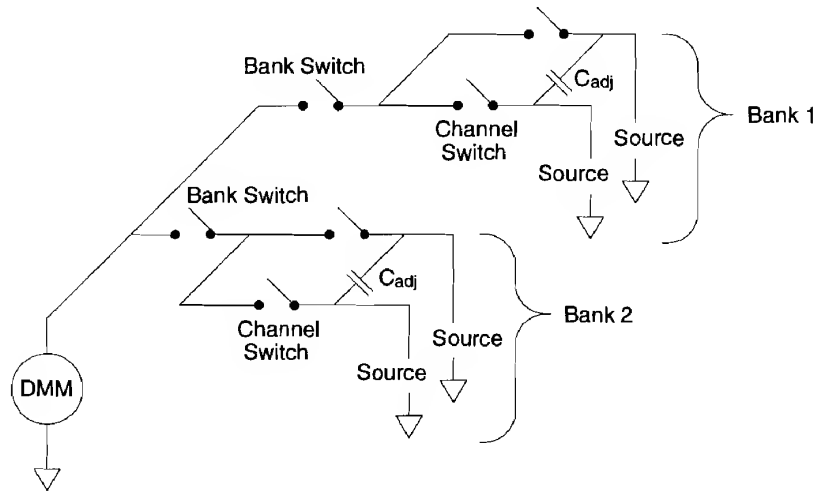 Bank Switch
Cadj
Channel
Switch
Source
Source
Bank 1
Bank Switch
Cadj
Channel
Switch
Source
Source
Bank 2
DMM